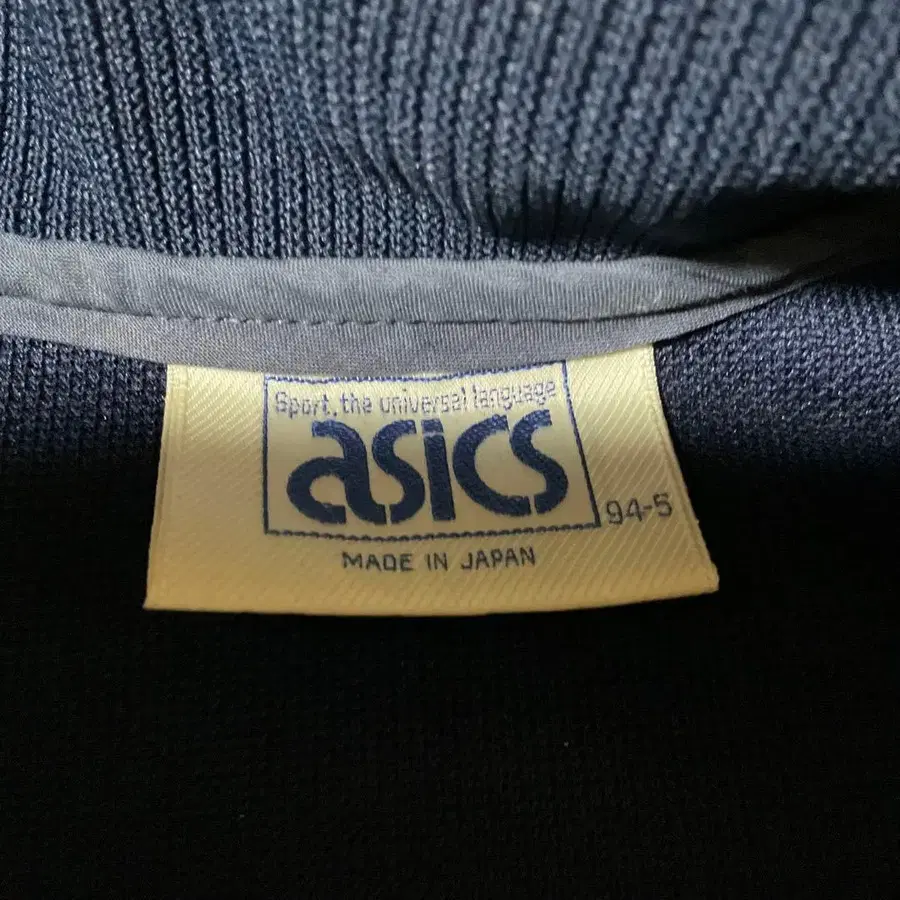 Sport, the universal language
asics
94-5
MADE IN JAPAN